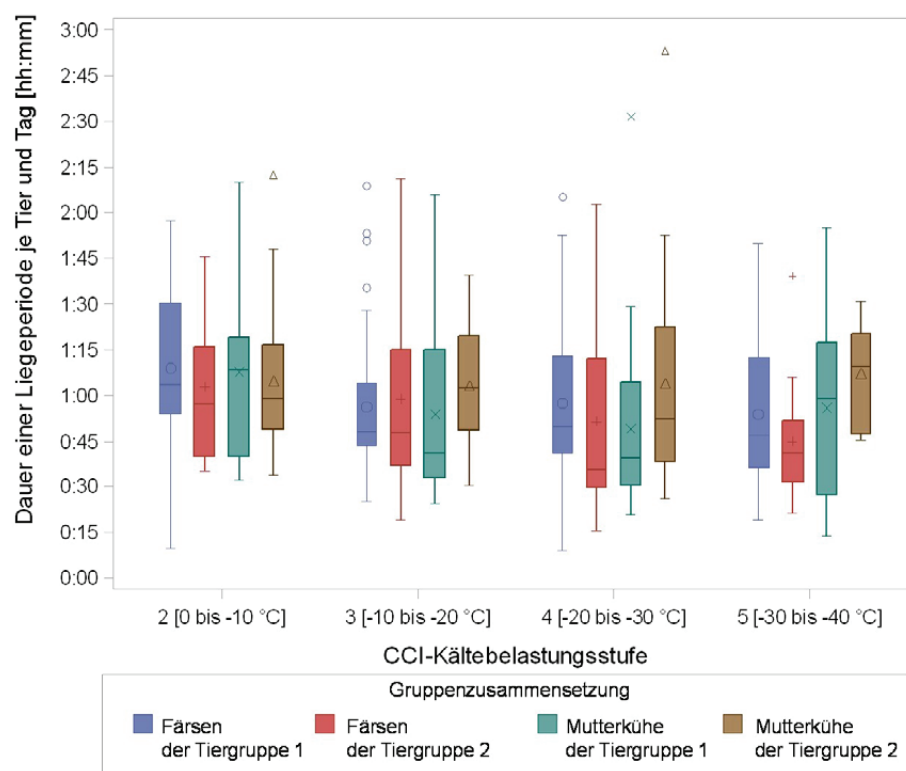 Dauer einer Liegeperiode je Tier und Tag [hh:mm]
3:00
2:45
2:30
2:15
2:00
1:45
1:30
1:15
1:00
0:45
0:30
0:15
0:00
2 [0 bis -10 °C]
3 [-10 bis -20 °C]
4 [-20 bis -30 °C]
5 [-30 bis -40 °C]
CCI-Kältebelastungsstufe
Gruppenzusammensetzung
Färsen
der Tiergruppe 1
Färsen
der Tiergruppe 2
Mutterkühe
der Tiergruppe 1
Mutterkühe
der Tiergruppe 2